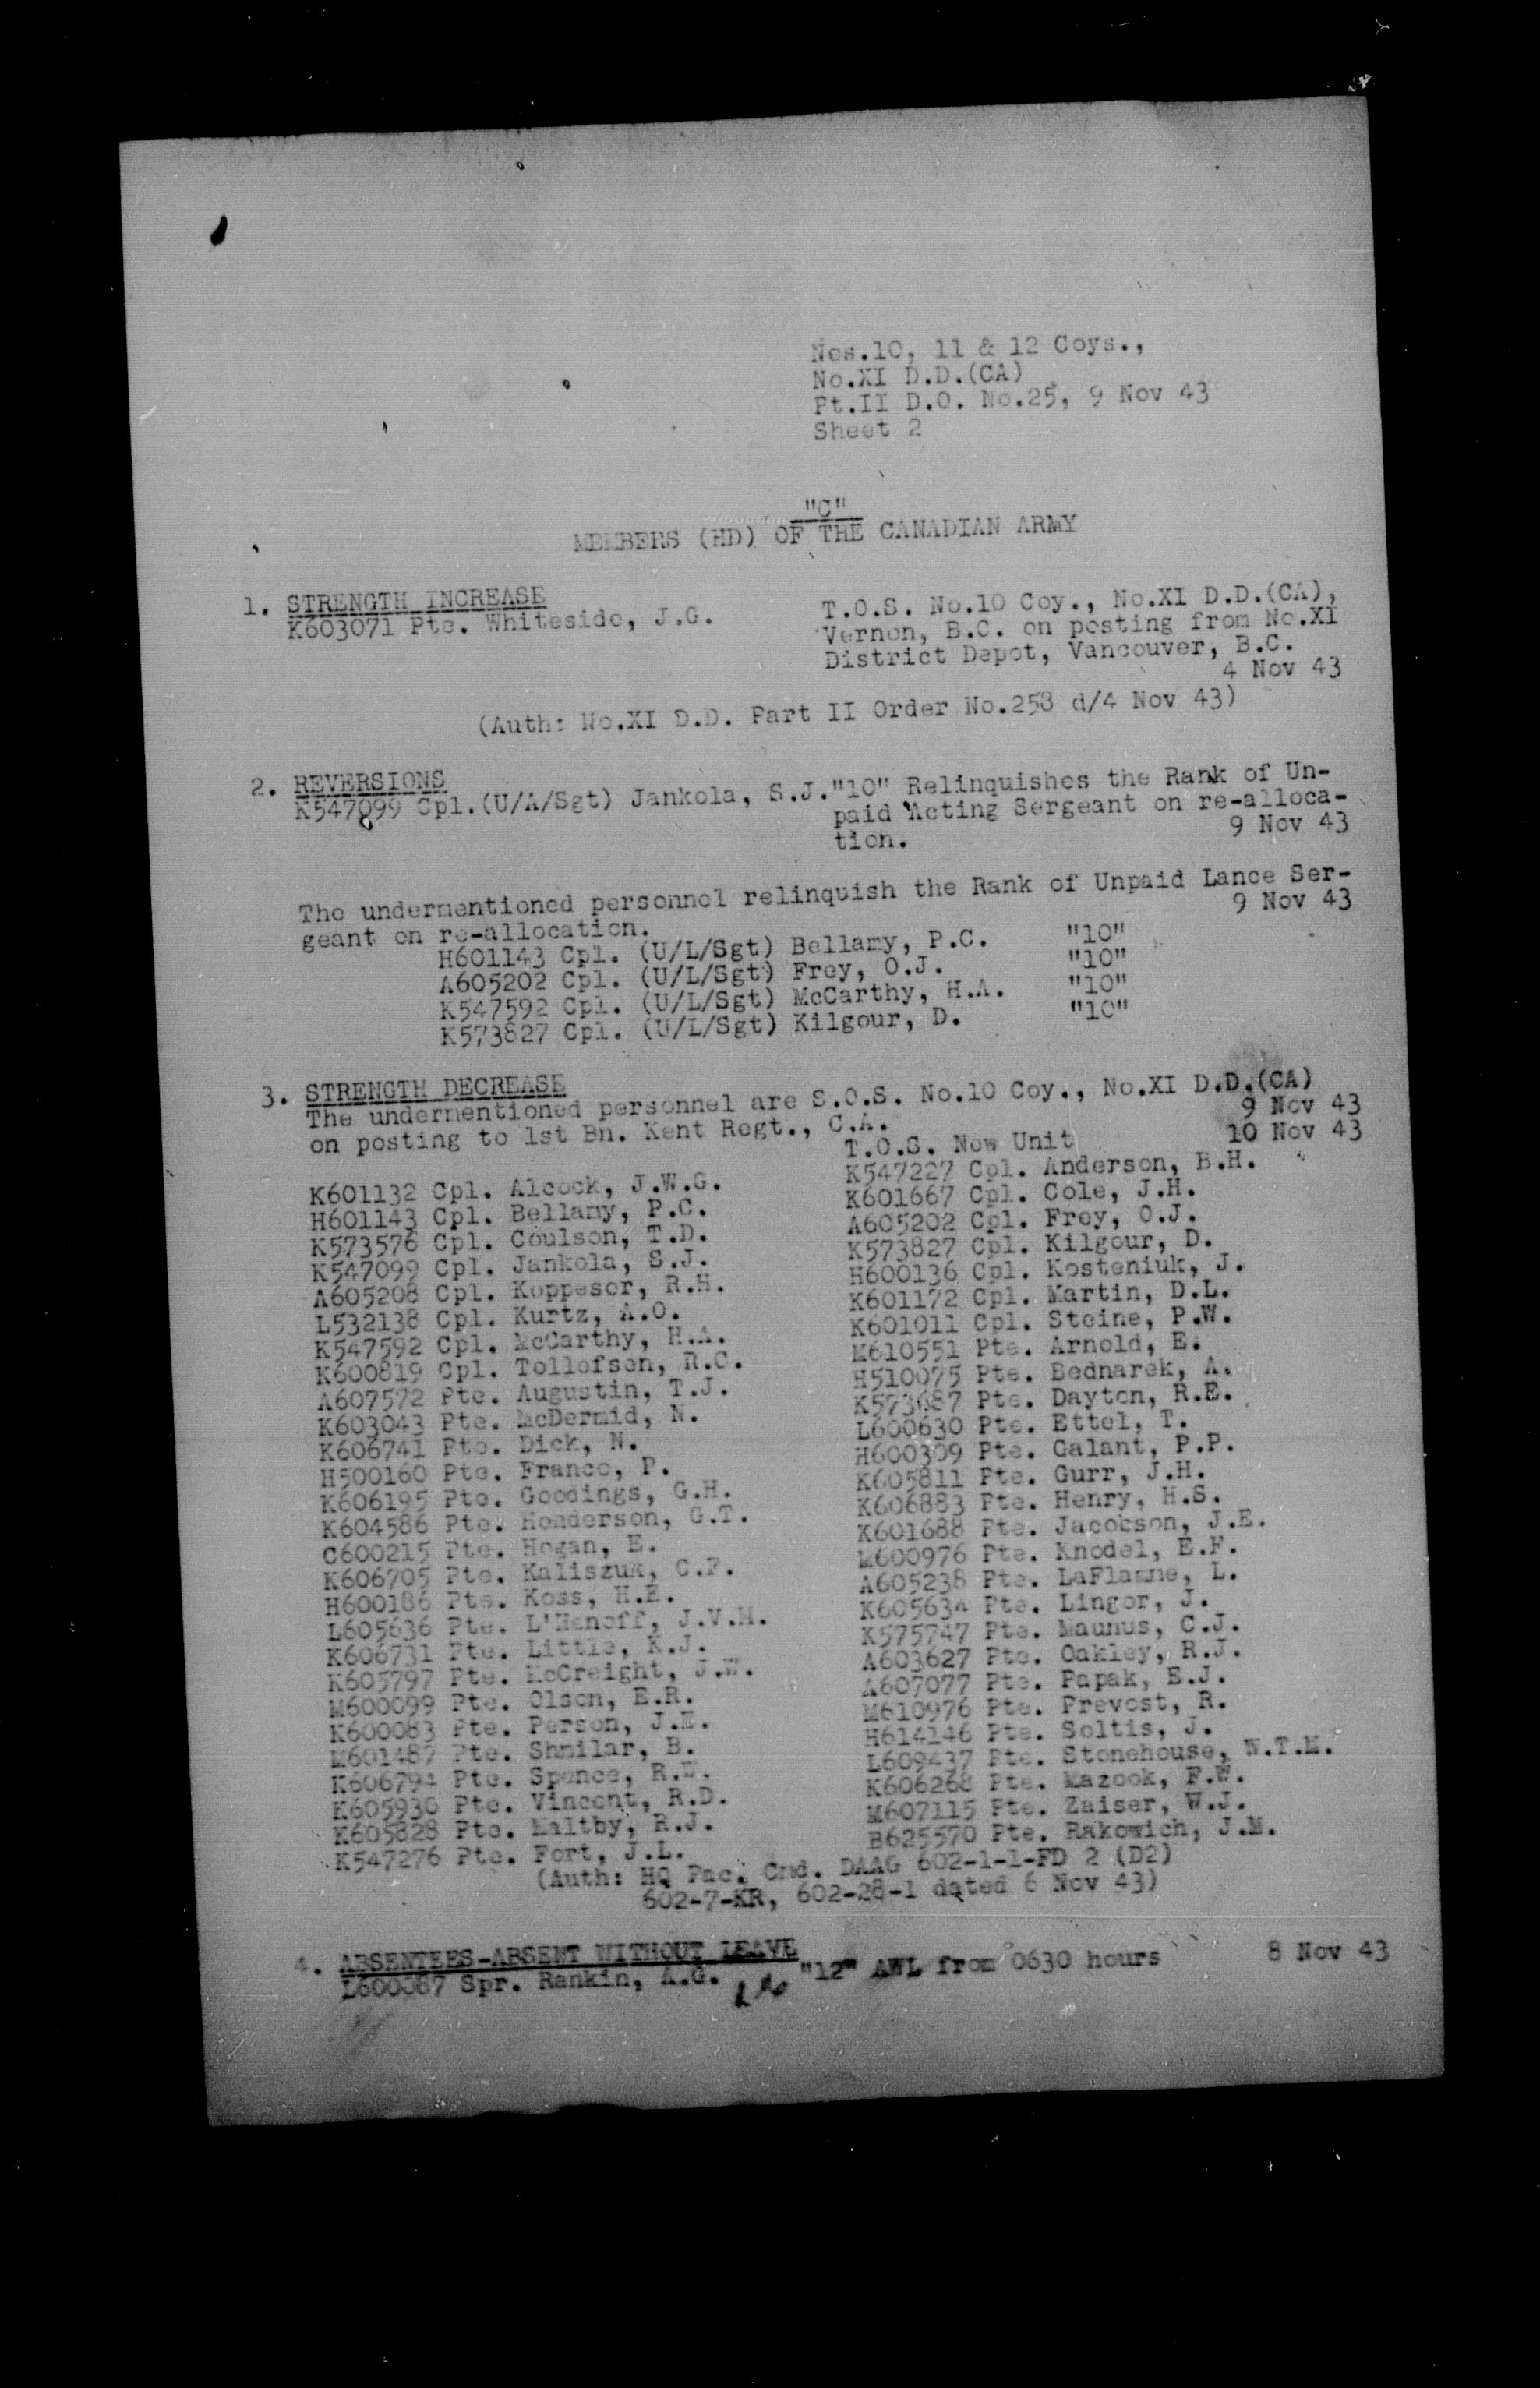 Nos.10, 11 & 12 Coys.,
No.XI D.D.(CA)
Pt.II D.O. No.25, 9 Nov 43
Sheet 2
"C"
MEMBERS (HD) OF THE CANADIAN ARMY
1. STRENGTH INCREASE
K603071 Pte. Whiteside, J.G. T.O.S. No.10 Coy., No.XI D.D.(CA),
Vernon, B.C. on posting from No.XI
District Depot, Vancouver, B.C.
4 Nov 43
(Auth: No.XI D.D. Part II Order No.258 d/4 Nov 43)
2. REVERSIONS
K547099 Cpl.(U/A/Sgt) Jankola, S.J."10" Relinquishes the Rank of Un-
paid Acting Sergeant on re-alloca-
tion. 9 Nov 43
The undermentioned personnel relinquish the Rank of Unpaid Lance Ser-
geant on re-allocation. 9 Nov 43
H601143 Cpl. (U/L/Sgt) Bellamy, P.C. "10"
A605202 Cpl. (U/L/Sgt) Frey, O.J. "10"
K547592 Cpl. (U/L/Sgt) McCarthy, H.A. "10"
K573827 Cpl. (U/L/Sgt) Kilgour, D. "10"
3. STRENGTH DECREASE
The undermentioned personnel are S.O.S. No.10 Coy., No.XI D.D.(CA)
on posting to 1st Bn. Kent Regt., C.A. 9 Nov 43
T.O.S. New Unit 10 Nov 43
K601132 Cpl. Alcock, J.W.G. K547227 Cpl. Anderson, B.H.
H601143 Cpl. Bellamy, P.C. K601667 Cpl. Cole, J.H.
K573576 Cpl. Coulson, T.D. A605202 Cpl. Frey, O.J.
K547099 Cpl. Jankola, S.J. K573827 Cpl. Kilgour, D.
A605208 Cpl. Koppeser, R.H. H600136 Cpl. Kosteniuk, J.
L532138 Cpl. Kurtz, A.O. K601172 Cpl. Martin, D.L.
K547592 Cpl. McCarthy, H.A. K601011 Cpl. Steine, P.W.
K600819 Cpl. Tollefsen, R.C. M610551 Pte. Arnold, E.
A607572 Pte. Augustin, T.J. H510075 Pte. Bednarek, A.
K603043 Pte. McDermid, N. K573687 Pte. Dayton, R.E.
K606741 Pte. Dick, N. L600630 Pte. Ettel, T.
H500160 Pte. Franco, P. H600309 Pte. Galant, P.P.
K606195 Pte. Goodings, G.H. K605811 Pte. Gurr, J.H.
K604586 Pte. Henderson, G.T. K606883 Pte. Henry, H.S.
C600215 Pte. Hogan, E. K601688 Pte. Jacobson, J.E.
K606705 Pte. Kaliszuk, C.F. M600976 Pte. Knodel, E.F.
H600186 Pte. Koss, H.E. A605238 Pte. LaFlamme, L.
L605636 Pte. L'Henoff, J.V.M. K605634 Pte. Lingor, J.
K606731 Pte. Little, K.J. K575747 Pte. Maunus, C.J.
K605797 Pte. McCreight, J.W. A603627 Pte. Oakley, R.J.
M600099 Pte. Olson, E.R. A607077 Pte. Papak, E.J.
K600083 Pte. Person, J.E. M610976 Pte. Prevost, R.
M601487 Pte. Shmilar, B. H614146 Pte. Soltis, J.
K606794 Pte. Spence, R.W. L609437 Pte. Stonehouse, W.T.M.
K605930 Pte. Vincent, R.D. K606268 Pte. Mazook, F.W.
K605828 Pte. Maltby, R.J. M607115 Pte. Zaiser, W.J.
K547276 Pte. Fort, J.L. B625570 Pte. Rakowich, J.M.
(Auth: HQ Pac. Cmd. DAAG 602-1-1-FD 2 (D2)
602-7-KR, 602-28-1 dated 6 Nov 43)
4. ABSENTEES-ABSENT WITHOUT LEAVE
L600087 Spr. Rankin, A.G. "12" AWL from 0630 hours 8 Nov 43